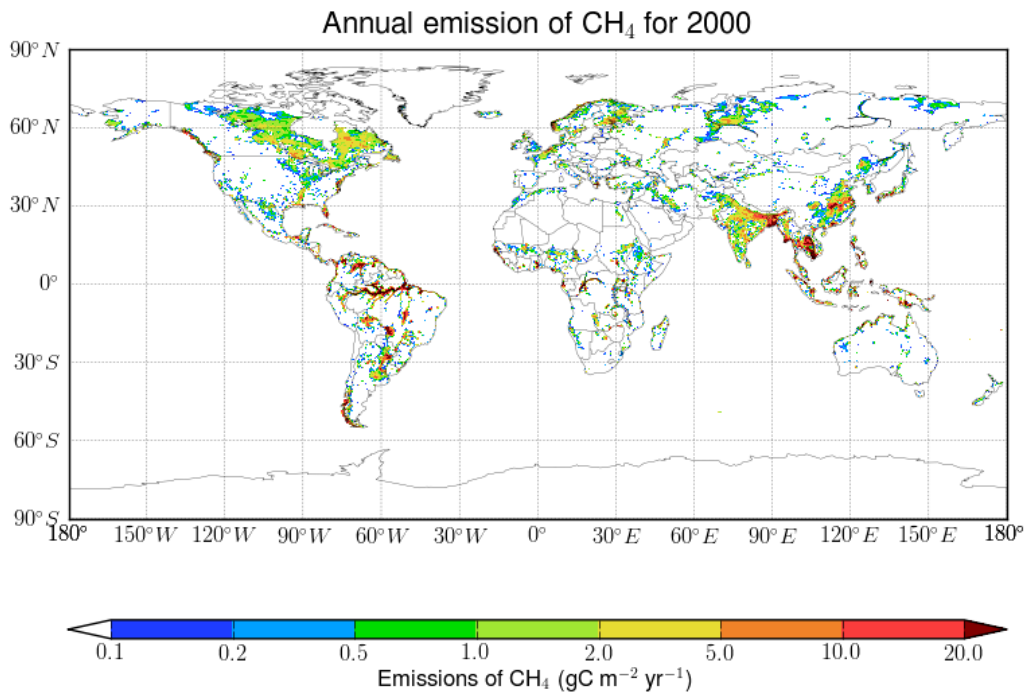 Annual emission of CH₄ for 2000
90°N
60°N
30°N
0°
30°S
60°S
90°S
180° 150°W 120°W 90°W 60°W 30°W 0° 30°E 60°E 90°E 120°E 150°E 180°
0.1 0.2 0.5 1.0 2.0 5.0 10.0 20.0
Emissions of CH₄ (gC m⁻² yr⁻¹)